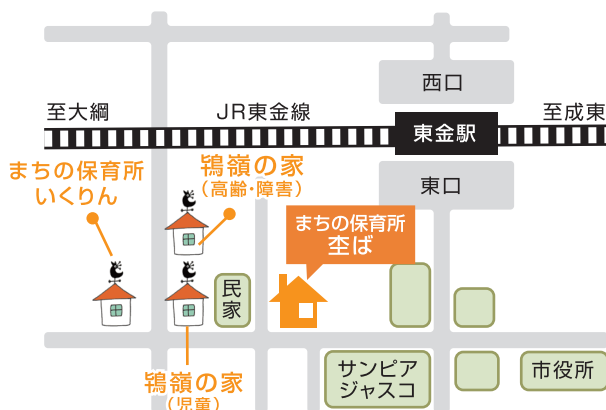 西口
至大網
JR東金線
東金駅
至成東
まちの保育所
いくりん
鴇嶺の家
(高齢・障害)
東口
まちの保育所
杢ば
民家
サンピア
ジャスコ
市役所
鴇嶺の家
(児童)